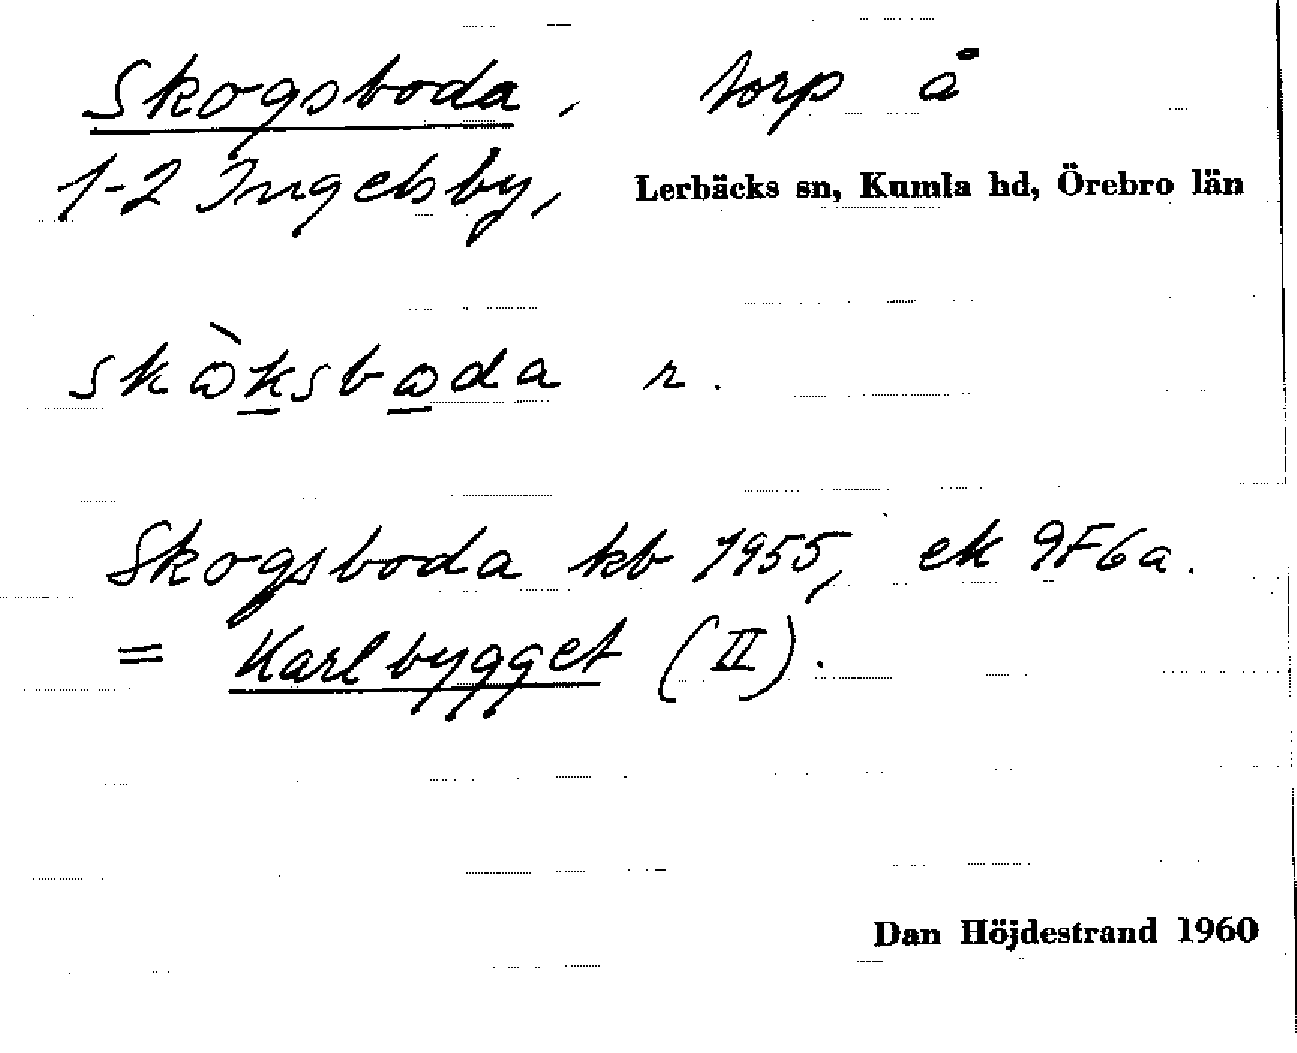 Skogsboda, torp å
1-2 Ingelsby, Lerbäcks sn, Kumla hd, Örebro län
skὼksbωda r.
Skogsboda kb 1955, ek 9F6a.
= Karlbygget (II).
Dan Höjdestrand 1960